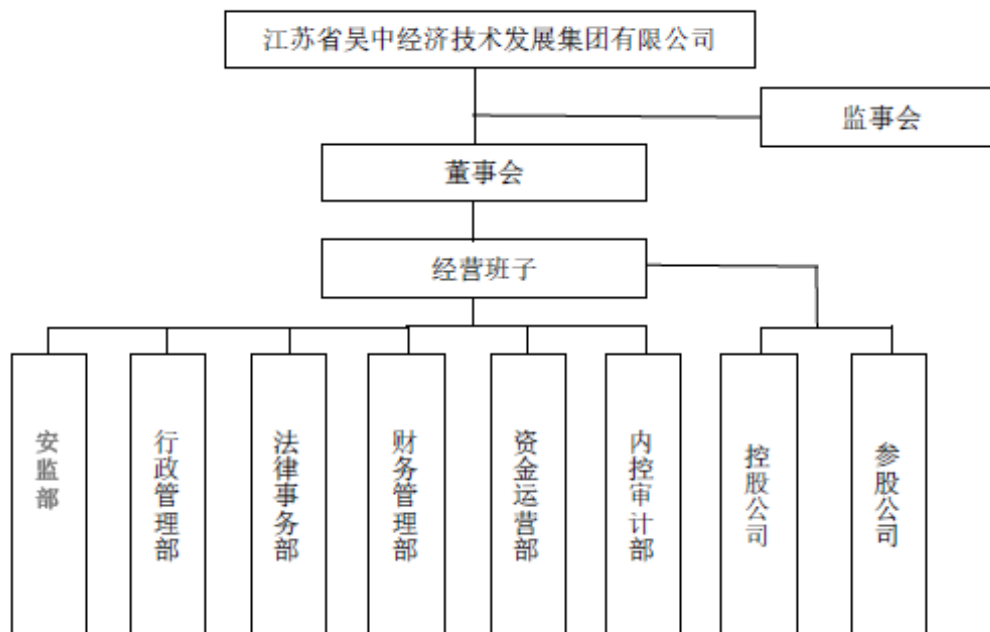 江苏省吴中经济技术发展集团有限公司
监事会
董事会
经营班子
安监部
行政管理部
法律事务部
财务管理部
资金运营部
内控审计部
控股公司
参股公司